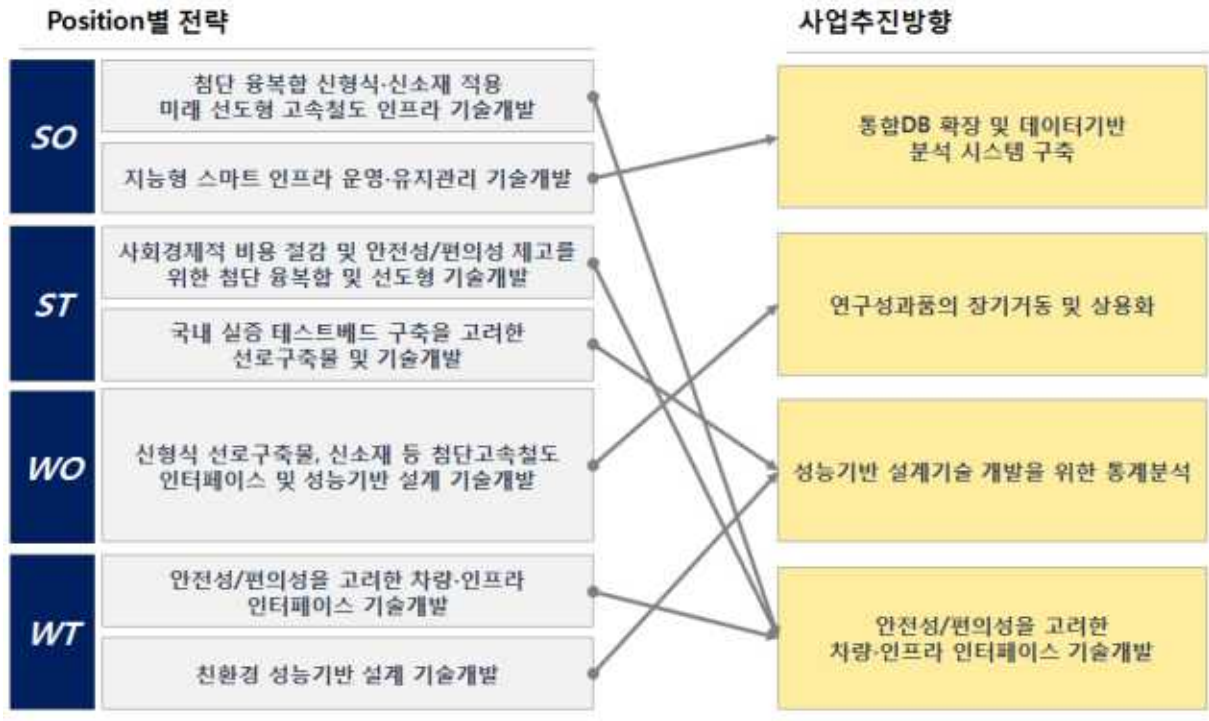 Position별 전략
사업추진방향
SO
첨단 융복합 신형식·신소재 적용
미래 선도형 고속철도 인프라 기술개발
지능형 스마트 인프라 운영·유지관리 기술개발
ST
사회경제적 비용 절감 및 안전성/편의성 제고를
위한 첨단 융복합 및 선도형 기술개발
국내 실증 테스트베드 구축을 고려한
선로구축물 및 기술개발
WO
신형식 선로구축물, 신소재 등 첨단고속철도
인터페이스 및 성능기반 설계 기술개발
WT
안전성/편의성을 고려한 차량·인프라
인터페이스 기술개발
친환경 성능기반 설계 기술개발
통합DB 확장 및 데이터기반
분석 시스템 구축
연구성과품의 장기거동 및 상용화
성능기반 설계기술 개발을 위한 통계분석
안전성/편의성을 고려한
차량·인프라 인터페이스 기술개발